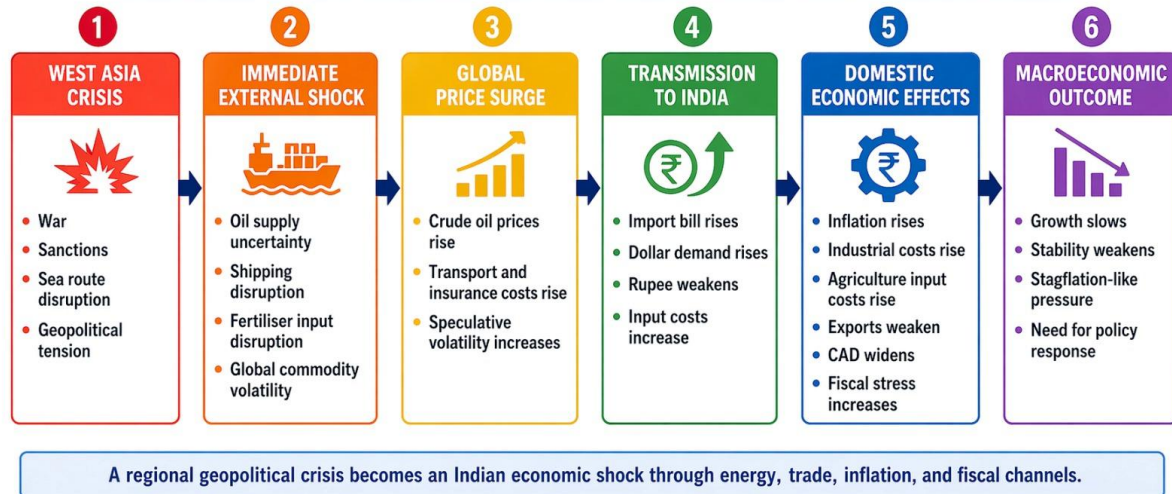 1
WEST ASIA
CRISIS
• War
• Sanctions
• Sea route
disruption
• Geopolitical
tension
2
IMMEDIATE
EXTERNAL SHOCK
• Oil supply
uncertainty
• Shipping
disruption
• Fertiliser input
disruption
• Global commodity
volatility
3
GLOBAL
PRICE SURGE
• Crude oil prices
rise
• Transport and
insurance costs rise
• Speculative
volatility increases
4
TRANSMISSION
TO INDIA
₹
• Import bill rises
• Dollar demand rises
• Rupee weakens
• Input costs
increase
5
DOMESTIC
ECONOMIC EFFECTS
₹
• Inflation rises
• Industrial costs rise
• Agriculture input
costs rise
• Exports weaken
• CAD widens
• Fiscal stress
increases
6
MACROECONOMIC
OUTCOME
• Growth slows
• Stability weakens
• Stagflation-like
pressure
• Need for policy
response
A regional geopolitical crisis becomes an Indian economic shock through energy, trade, inflation, and fiscal channels.